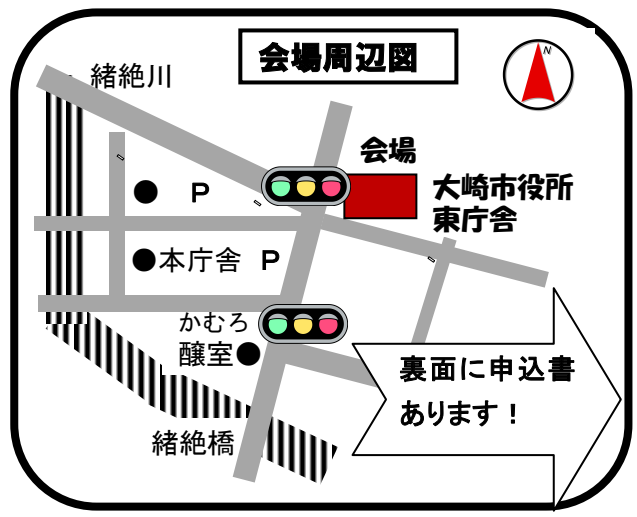 会場周辺図
N
緒絶川
会場
大崎市役所
東庁舎
P
本庁舎 P
かむろ
醸室
緒絶橋
裏面に申込書
あります！